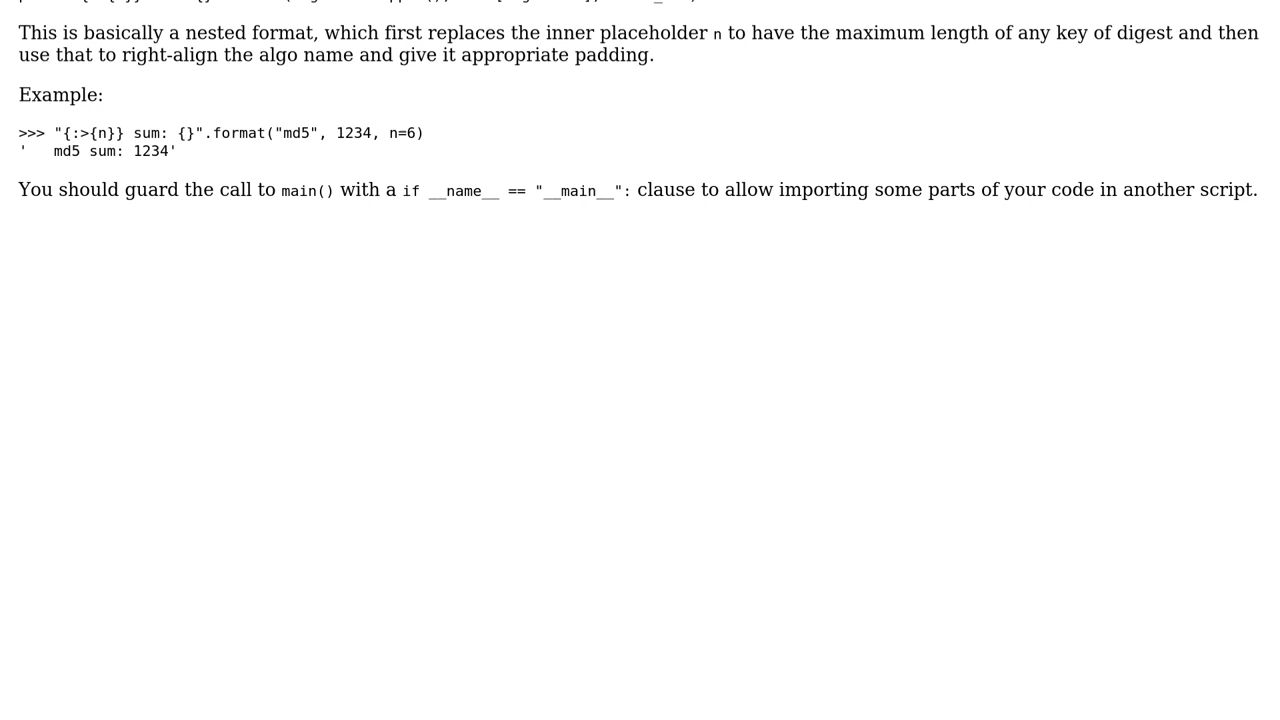 This is basically a nested format, which first replaces the inner placeholder n to have the maximum length of any key of digest and then
use that to right-align the algo name and give it appropriate padding.
Example:
>>> "{:>{n}} sum: {}".format("md5", 1234, n=6)
'   md5 sum: 1234'
You should guard the call to main() with a if __name__ == "__main__": clause to allow importing some parts of your code in another script.